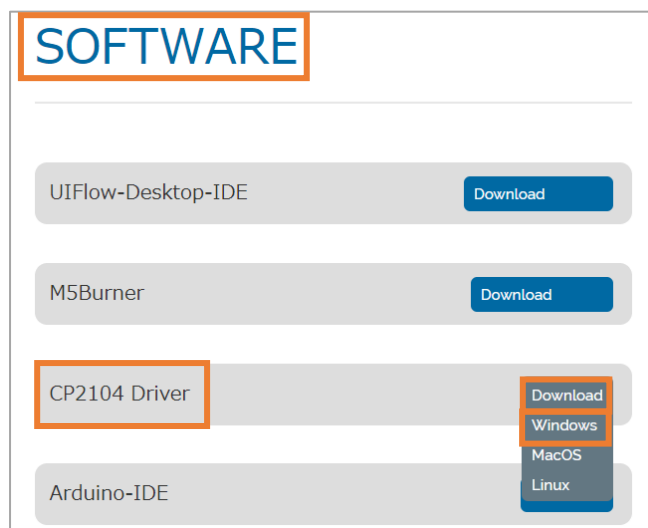 SOFTWARE
UIFlow-Desktop-IDE
Download
M5Burner
Download
CP2104 Driver
Download
Windows
MacOS
Linux
Arduino-IDE